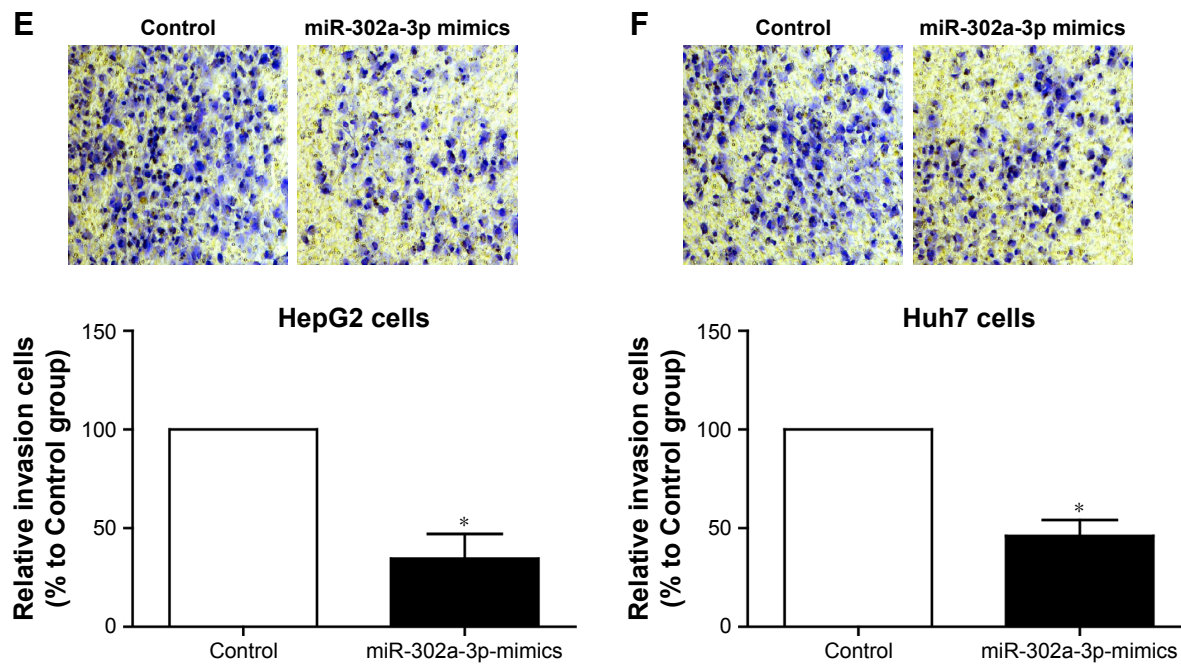 E
Control
miR-302a-3p mimics
HepG2 cells
Relative invasion cells
(% to Control group)
150
100
50
0
*
Control
miR-302a-3p-mimics
F
Control
miR-302a-3p mimics
Huh7 cells
Relative invasion cells
(% to Control group)
150
100
50
0
*
Control
miR-302a-3p-mimics